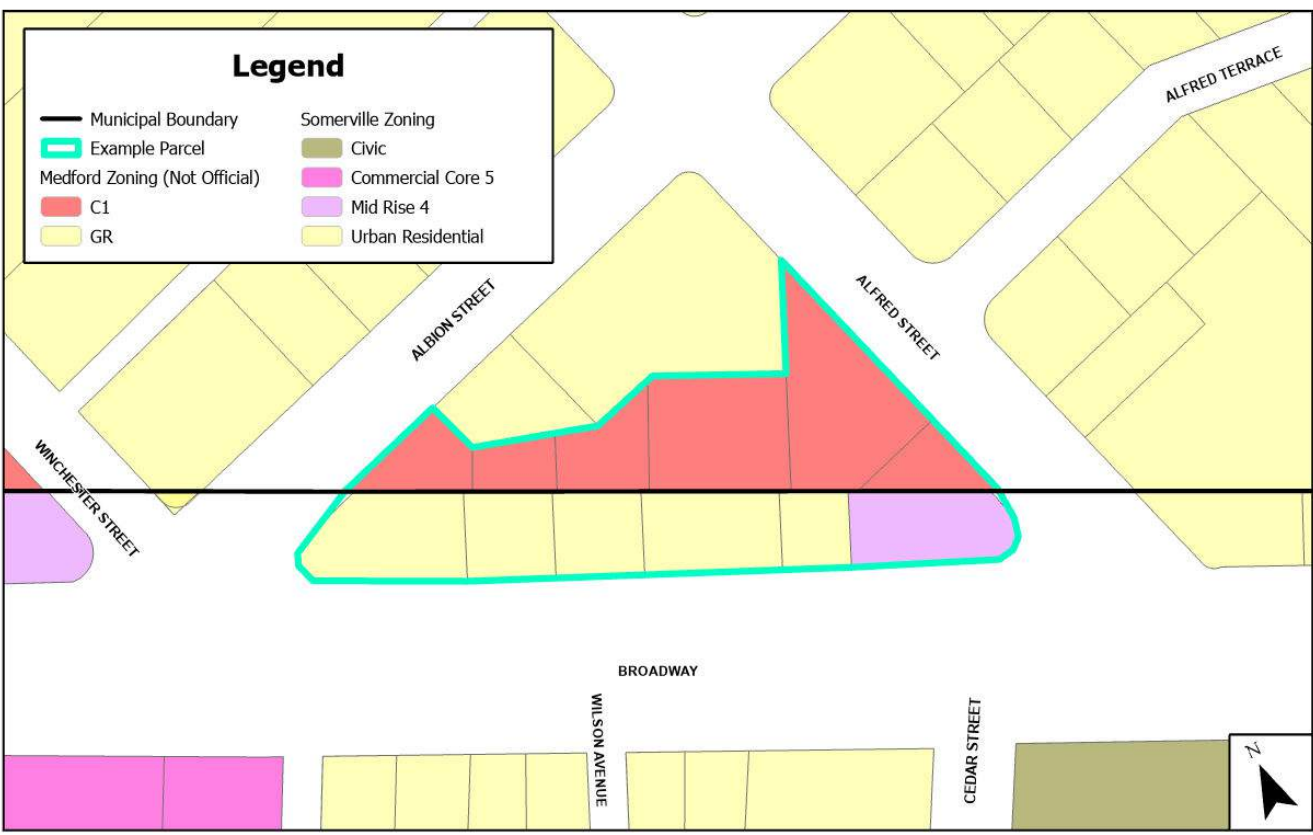 Legend
Municipal Boundary
Example Parcel
Medford Zoning (Not Official)
C1
GR
Somerville Zoning
Civic
Commercial Core 5
Mid Rise 4
Urban Residential
ALFRED TERRACE
ALBION STREET
ALFRED STREET
WINCHESTER STREET
BROADWAY
WILSON AVENUE
CEDAR STREET
N